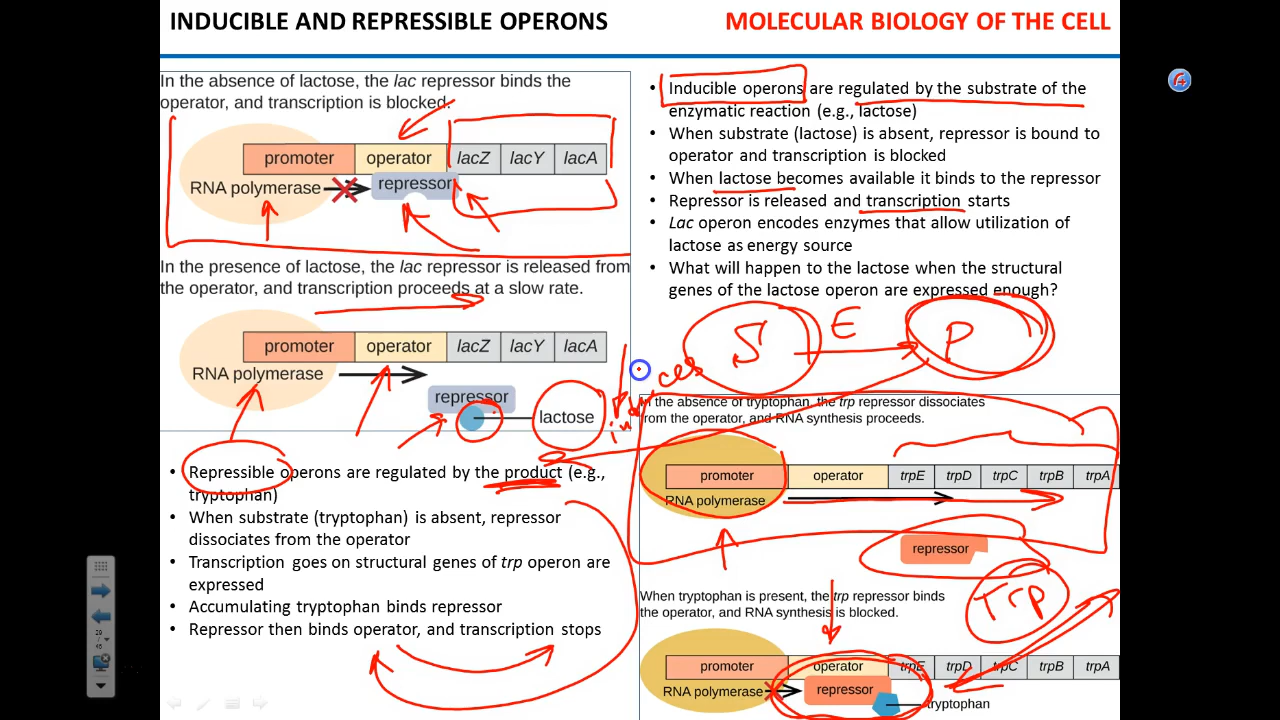 INDUCIBLE AND REPRESSIBLE OPERONS
MOLECULAR BIOLOGY OF THE CELL
In the absence of lactose, the lac repressor binds the
operator, and transcription is blocked.
promoter operator lacZ lacY lacA
RNA polymerase repressor
In the presence of lactose, the lac repressor is released from
the operator, and transcription proceeds at a slow rate.
promoter operator lacZ lacY lacA
RNA polymerase
repressor
lactose
• Repressible operons are regulated by the product (e.g.,
tryptophan)
• When substrate (tryptophan) is absent, repressor
dissociates from the operator
• Transcription goes on structural genes of trp operon are
expressed
• Accumulating tryptophan binds repressor
• Repressor then binds operator, and transcription stops
• Inducible operons are regulated by the substrate of the
enzymatic reaction (e.g., lactose)
• When substrate (lactose) is absent, repressor is bound to
operator and transcription is blocked
• When lactose becomes available it binds to the repressor
• Repressor is released and transcription starts
• Lac operon encodes enzymes that allow utilization of
lactose as energy source
• What will happen to the lactose when the structural
genes of the lactose operon are expressed enough?
S E P
induces
In the absence of tryptophan, the trp repressor dissociates
from the operator, and RNA synthesis proceeds.
promoter operator trpE trpD trpC trpB trpA
RNA polymerase
repressor
Trp
When tryptophan is present, the trp repressor binds
the operator, and RNA synthesis is blocked.
promoter operator trpE trpD trpC trpB trpA
RNA polymerase repressor
tryptophan